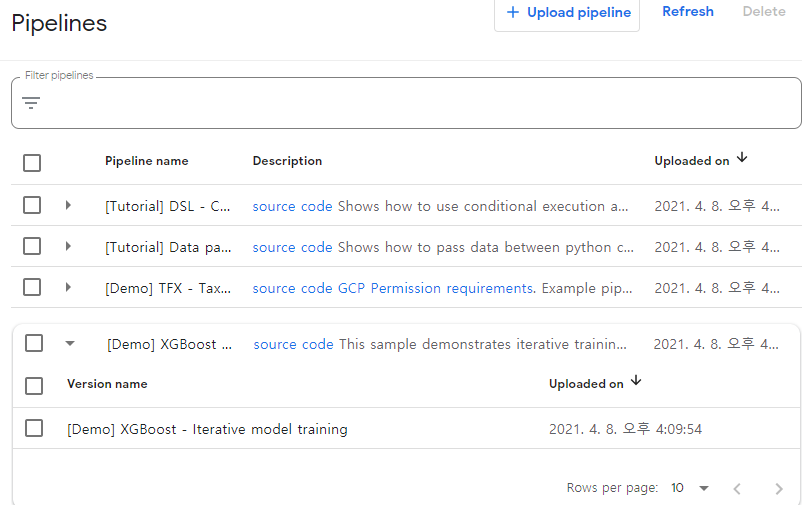 Pipelines
+ Upload pipeline Refresh Delete
Filter pipelines
Pipeline name Description Uploaded on
[Tutorial] DSL - C... source code Shows how to use conditional execution a... 2021. 4. 8. 오후 4...
[Tutorial] Data pa... source code Shows how to pass data between python c... 2021. 4. 8. 오후 4...
[Demo] TFX - Tax... source code GCP Permission requirements. Example pip... 2021. 4. 8. 오후 4...
[Demo] XGBoost ... source code This sample demonstrates iterative trainin... 2021. 4. 8. 오후 4...
Version name Uploaded on
[Demo] XGBoost - Iterative model training 2021. 4. 8. 오후 4:09:54
Rows per page: 10